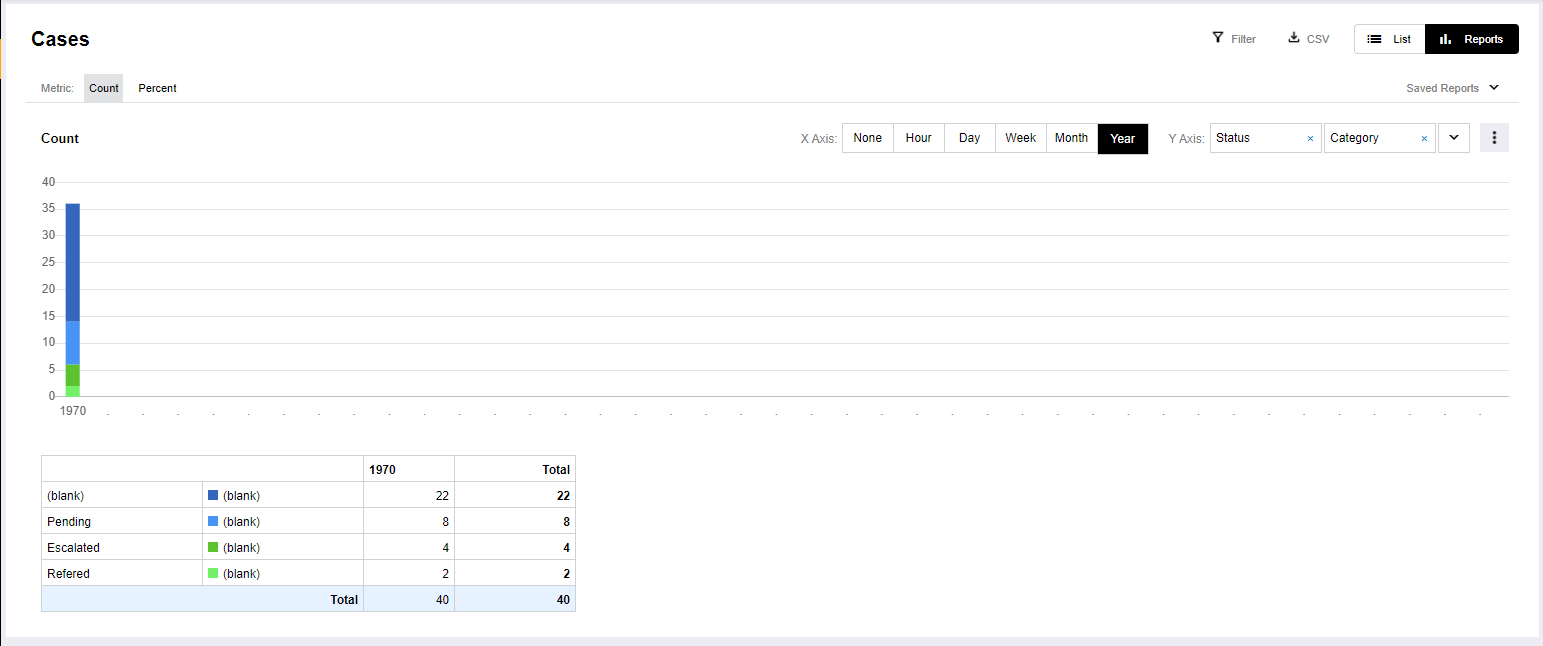 Cases
Filter CSV List Reports
Metric: Count Percent Saved Reports
Count X Axis: None Hour Day Week Month Year Y Axis: Status × Category ×
40
35
30
25
20
15
10
5
0
1970
1970 Total
(blank) (blank) 22 22
Pending (blank) 8 8
Escalated (blank) 4 4
Refered (blank) 2 2
Total 40 40